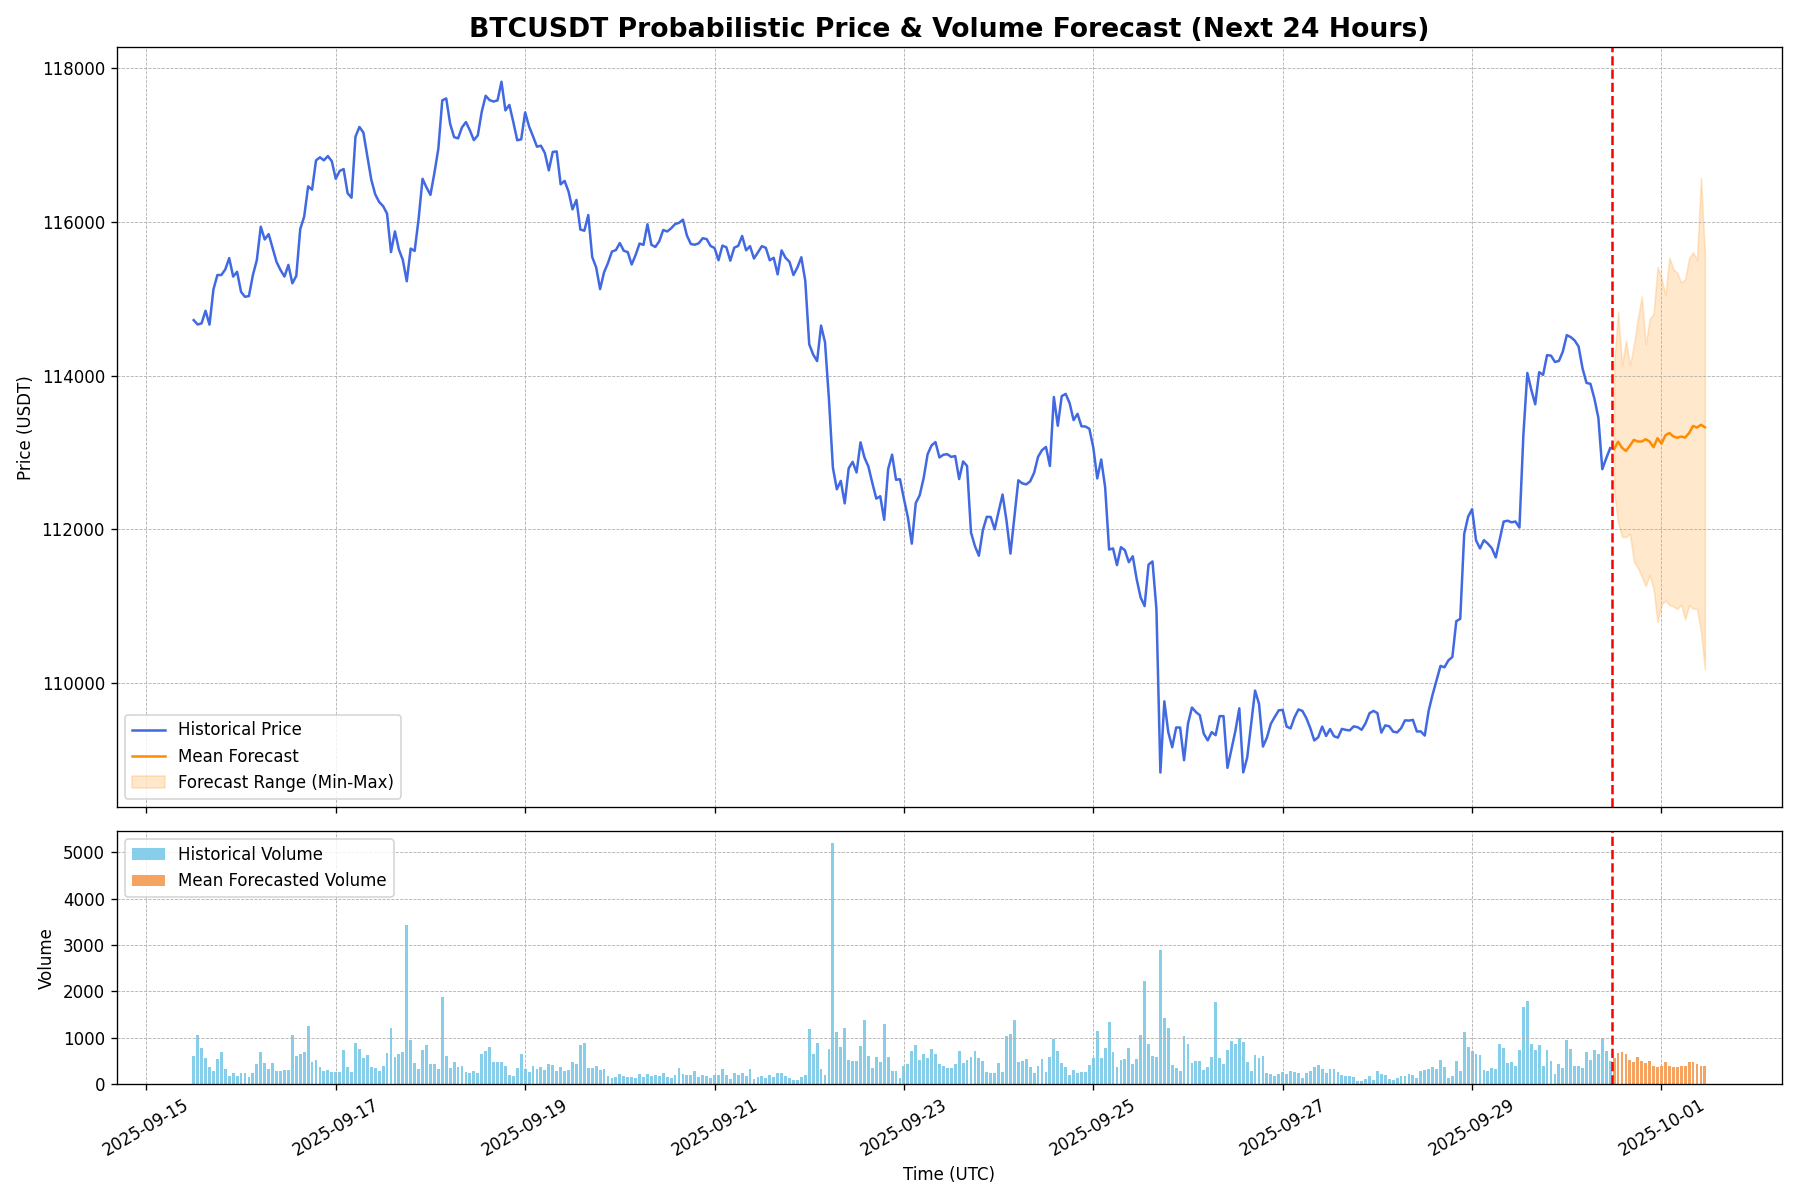 BTCUSDT Probabilistic Price & Volume Forecast (Next 24 Hours)
118000
116000
114000
112000
110000
Price (USDT)
Historical Price
Mean Forecast
Forecast Range (Min-Max)
5000
4000
3000
2000
1000
0
Volume
Historical Volume
Mean Forecasted Volume
2025-09-15
2025-09-17
2025-09-19
2025-09-21
2025-09-23
2025-09-25
2025-09-27
2025-09-29
2025-10-01
Time (UTC)